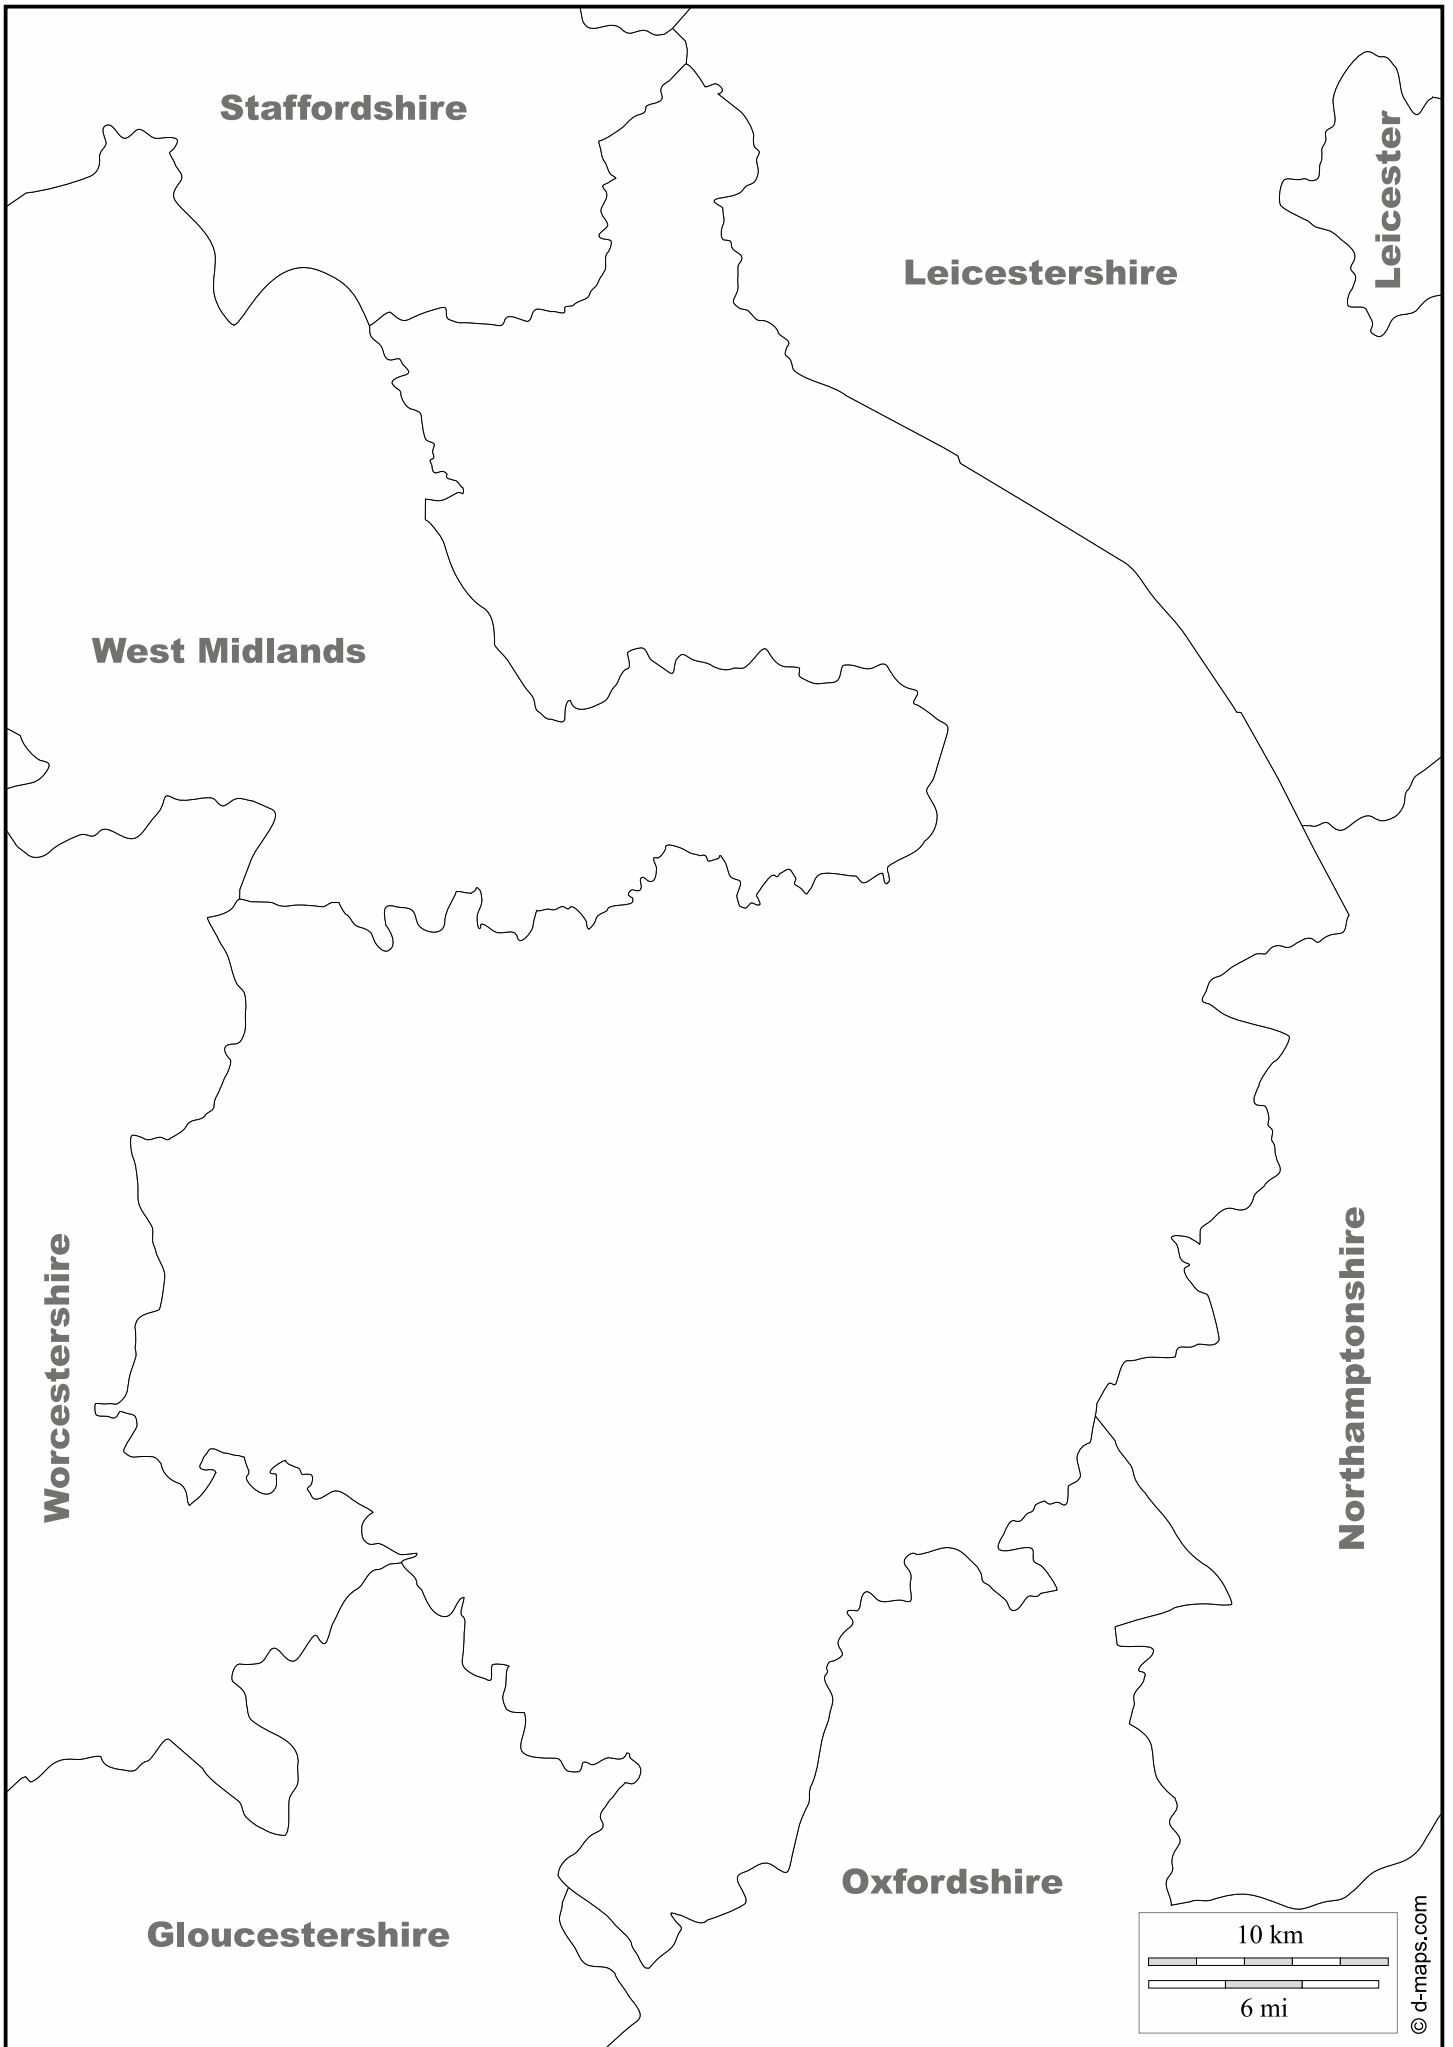 Staffordshire
Leicester
Leicestershire
West Midlands
Worcestershire
Northamptonshire
Oxfordshire
Gloucestershire
10 km
6 mi
© d-maps.com